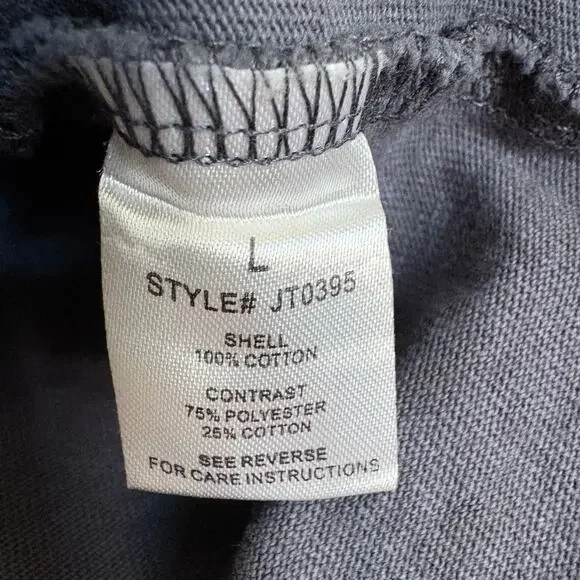 L
STYLE# JT0395
SHELL
100% COTTON
CONTRAST
75% POLYESTER
25% COTTON
SEE REVERSE
FOR CARE INSTRUCTIONS